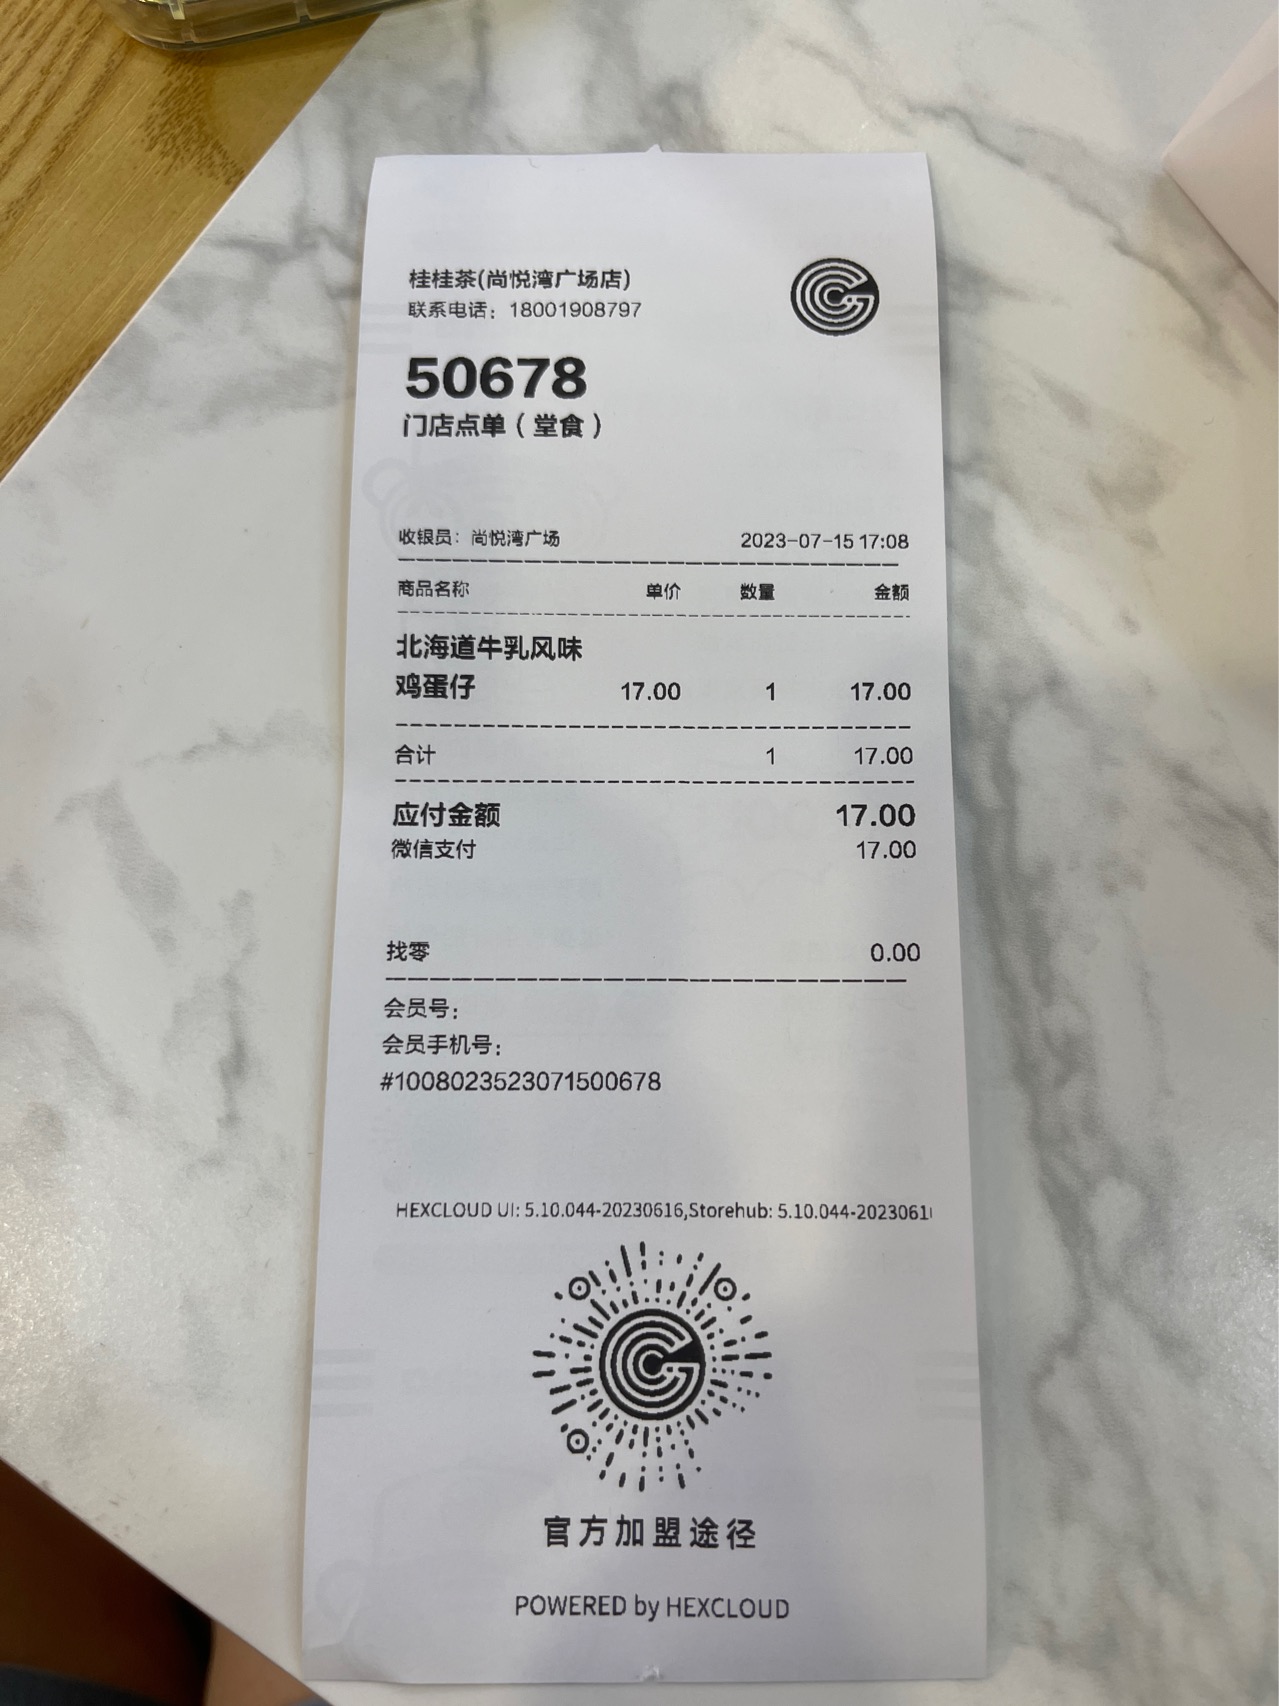 桂桂茶(尚悦湾广场店)
联系电话：18001908797
50678
门店点单（堂食）
收银员：尚悦湾广场 2023-07-15 17:08
商品名称 单价 数量 金额
北海道牛乳风味
鸡蛋仔 17.00 1 17.00
合计 1 17.00
应付金额 17.00
微信支付 17.00
找零 0.00
会员号：
会员手机号：
#1008023523071500678
HEXCLOUD UI: 5.10.044-20230616,Storehub: 5.10.044-2023061
官方加盟途径
POWERED by HEXCLOUD